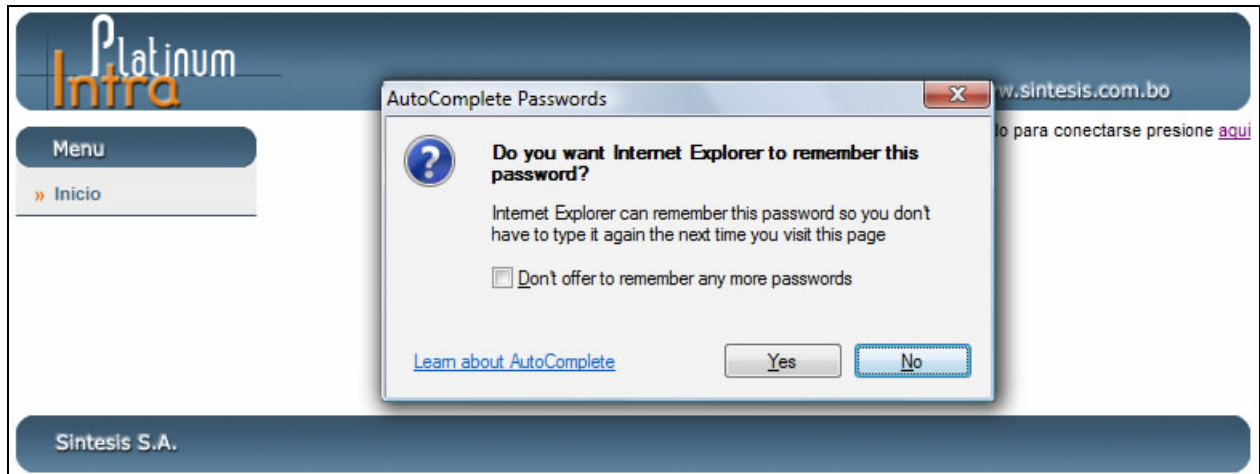 Platinum
Intra
w.sintesis.com.bo
AutoComplete Passwords
do para conectarse presione aqui
Menu
» Inicio
Do you want Internet Explorer to remember this
password?
Internet Explorer can remember this password so you don't
have to type it again the next time you visit this page
Don't offer to remember any more passwords
Learn about AutoComplete
Yes
No
Sintesis S.A.